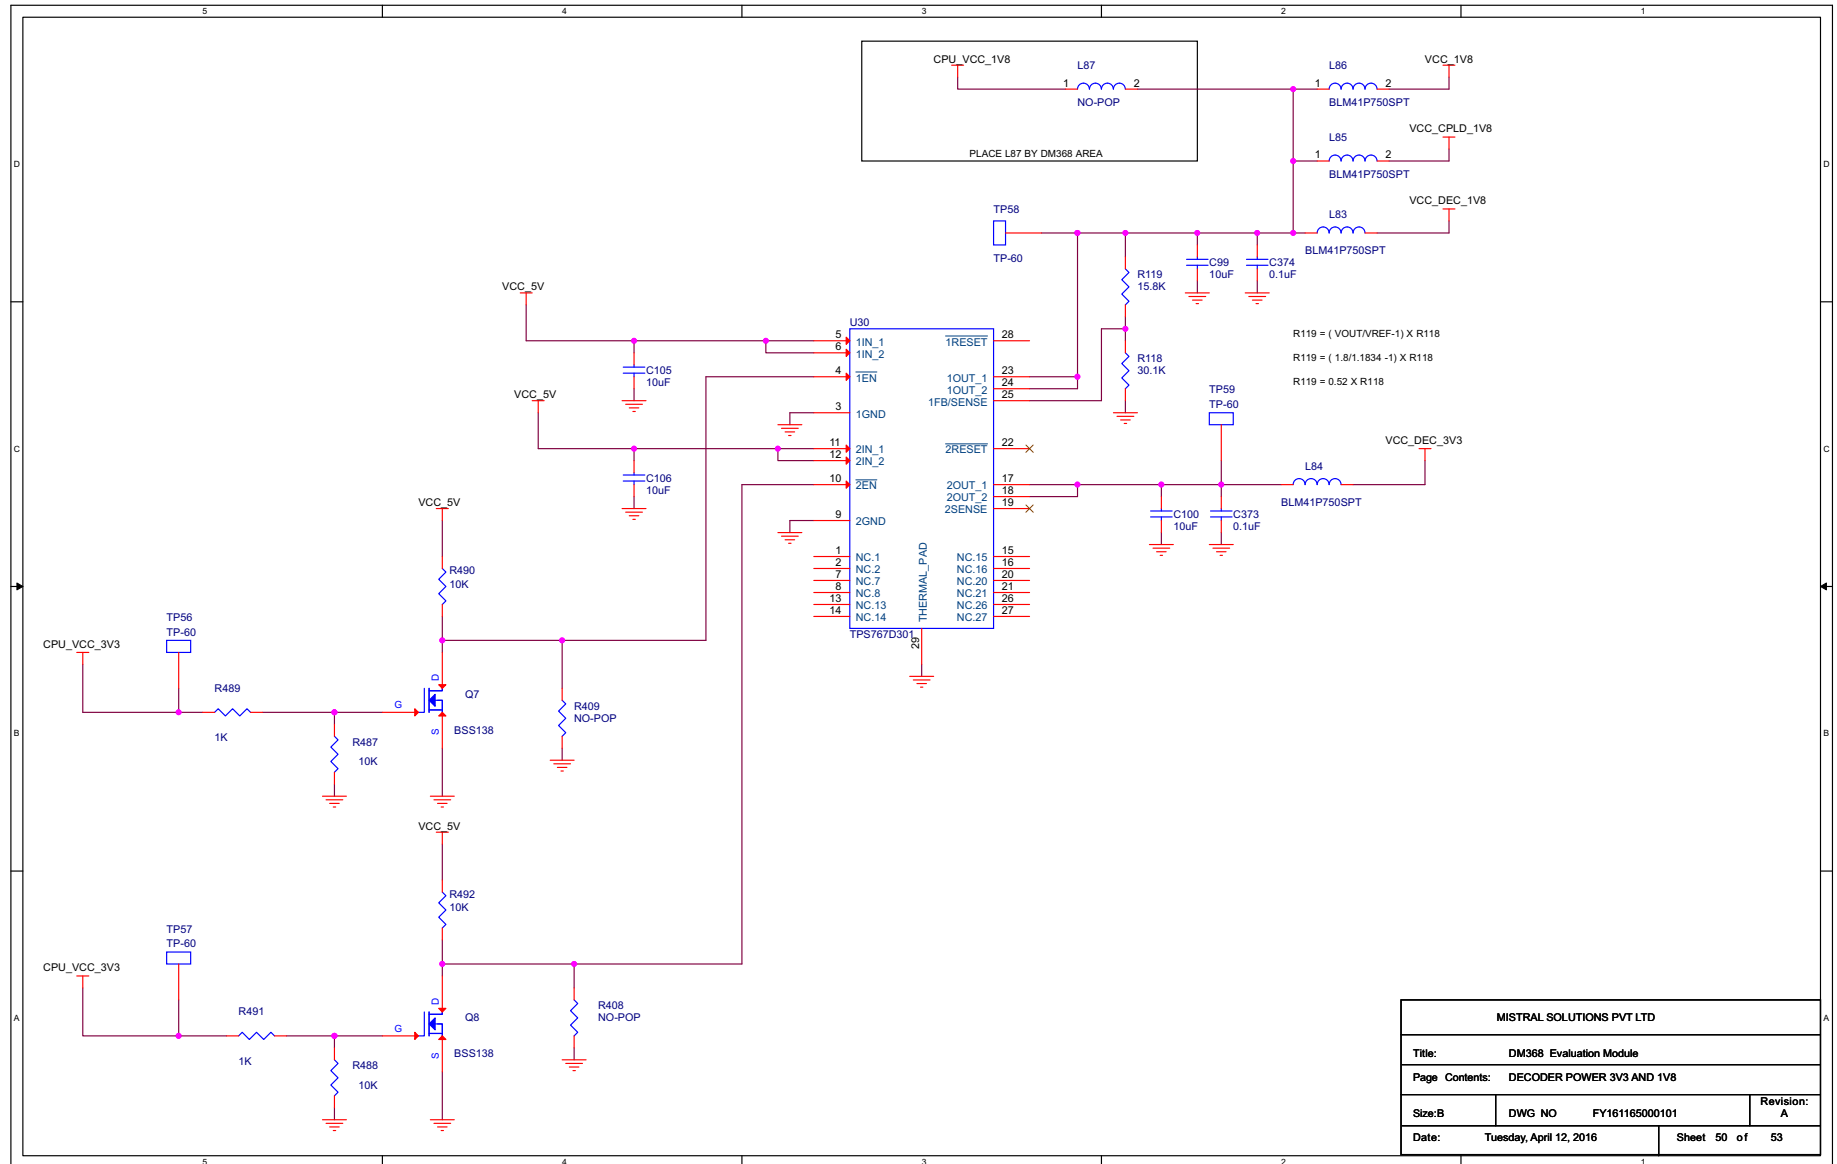 5 4 3 2 1
D D
C C
B B
A A
CPU_VCC_1V8
L87
1 2
NO-POP
PLACE L87 BY DM368 AREA
L86
VCC_1V8
1 2
BLM41P750SPT
L85
VCC_CPLD_1V8
1 2
BLM41P750SPT
L83
VCC_DEC_1V8
BLM41P750SPT
TP58
TP-60
R119
15.8K
C99
10uF
C374
0.1uF
R118
30.1K
R119 = ( VOUT/VREF-1) X R118
R119 = ( 1.8/1.1834 -1) X R118
R119 = 0.52 X R118
VCC_5V
C105
10uF
VCC_5V
C106
10uF
U30
5 1IN_1
6 1IN_2
4 1EN
3 1GND
11 2IN_1
12 2IN_2
10 2EN
9 2GND
1 NC.1
2 NC.2
7 NC.7
8 NC.8
13 NC.13
14 NC.14
1RESET 28
1OUT_1 23
1OUT_2 24
1FB/SENSE 25
2RESET 22
2OUT_1 17
2OUT_2 18
2SENSE 19
NC.15 15
NC.16 16
NC.20 20
NC.21 21
NC.26 26
NC.27 27
THERMAL_PAD
29
TPS767D301
TP59
TP-60
VCC_DEC_3V3
L84
BLM41P750SPT
C100
10uF
C373
0.1uF
VCC_5V
R490
10K
TP56
TP-60
CPU_VCC_3V3
R489
1K
R487
10K
G
D
S
Q7
BSS138
R409
NO-POP
VCC_5V
R492
10K
TP57
TP-60
CPU_VCC_3V3
R491
1K
R488
10K
G
D
S
Q8
BSS138
R408
NO-POP
MISTRAL SOLUTIONS PVT LTD
Title: DM368 Evaluation Module
Page Contents: DECODER POWER 3V3 AND 1V8
Size:B DWG NO FY161165000101 Revision: A
Date: Tuesday, April 12, 2016 Sheet 50 of 53
5 4 3 2 1